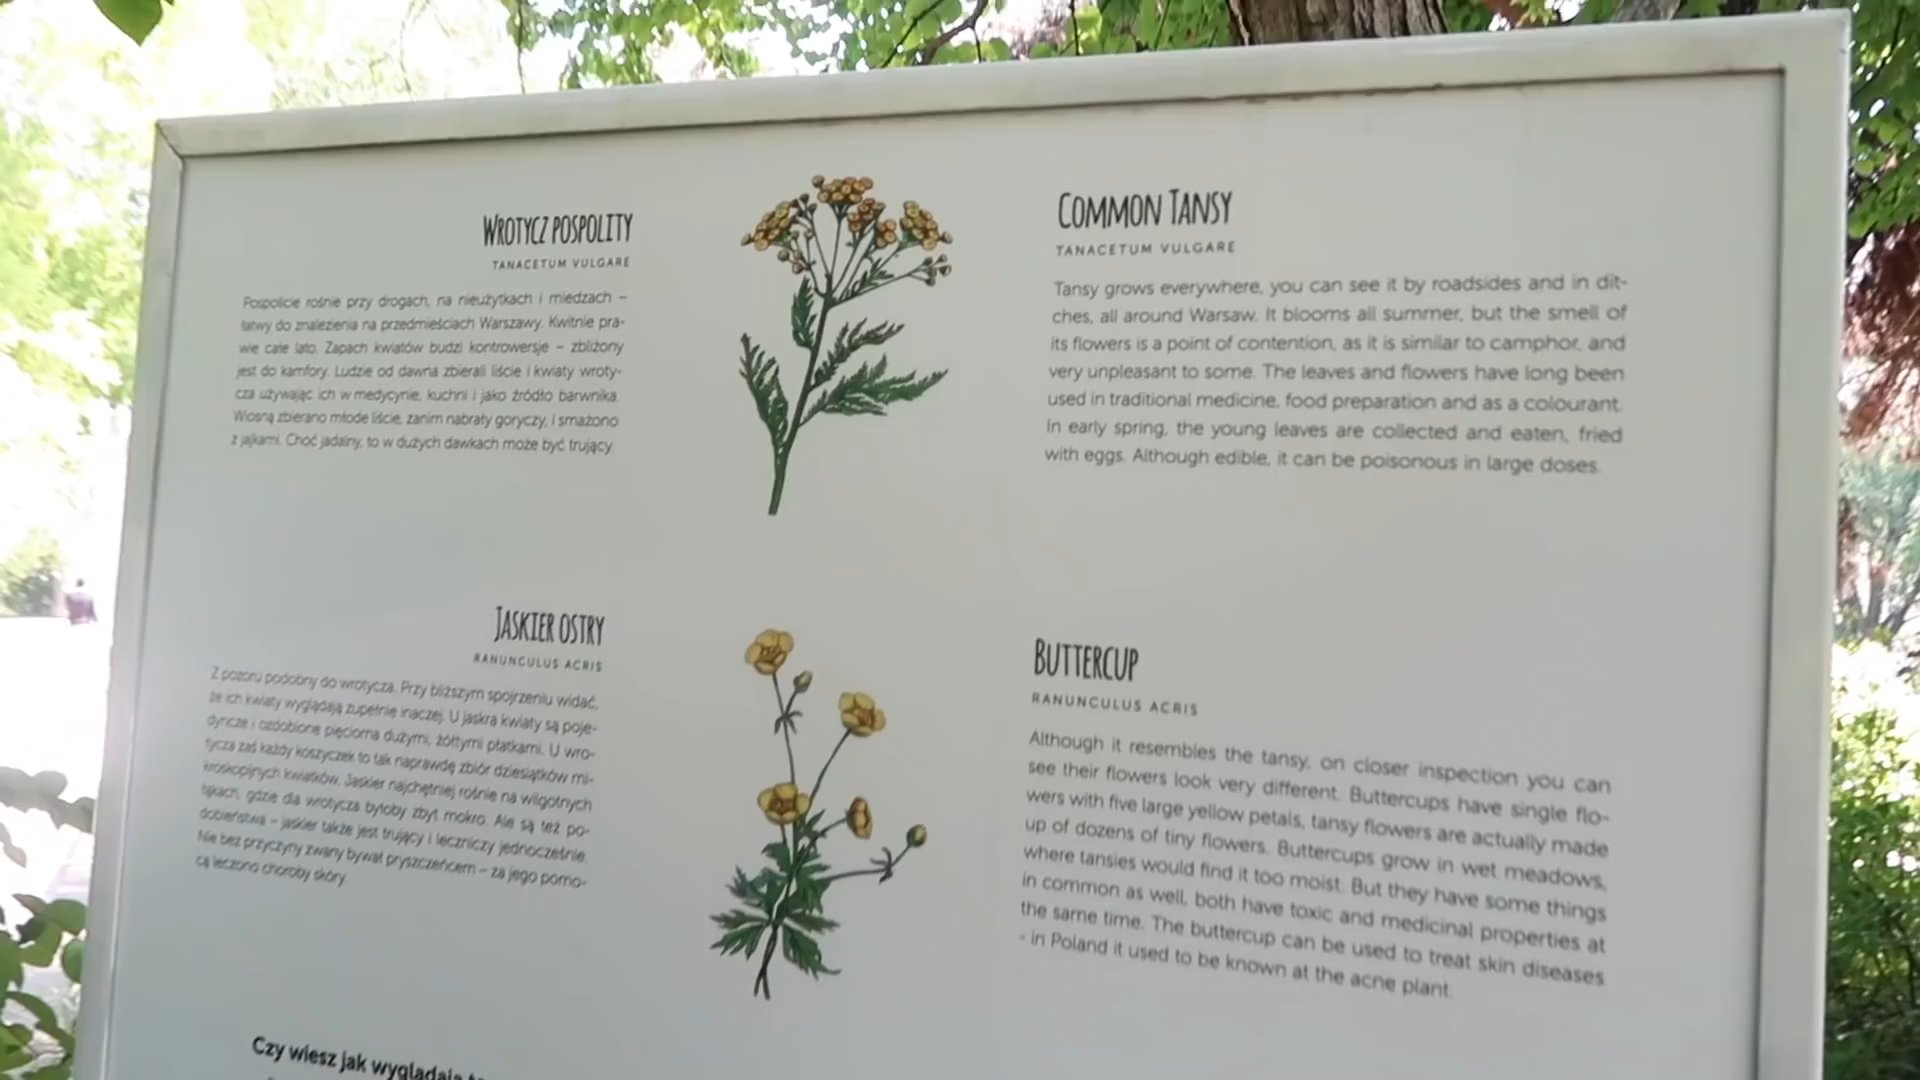 WROTYCZ POSPOLITY
TANACETUM VULGARE
Pospolicie rośnie przy drogach, na nieużytkach i miedzach –
łatwy do znalezienia na przedmieściach Warszawy. Kwitnie pra-
wie całe lato. Zapach kwiatów budzi kontrowersje – zbliżony
jest do kamfory. Ludzie od dawna zbierali liście i kwiaty wroty-
cza używając ich w medycynie, kuchni i jako źródło barwnika.
Wiosną zbierano młode liście, zanim nabrały goryczy, i smażono
z jajkami. Choć jadalny, to w dużych dawkach może być trujący.
COMMON TANSY
TANACETUM VULGARE
Tansy grows everywhere, you can see it by roadsides and in dit-
ches, all around Warsaw. It blooms all summer, but the smell of
its flowers is a point of contention, as it is similar to camphor, and
very unpleasant to some. The leaves and flowers have long been
used in traditional medicine, food preparation and as a colourant.
In early spring, the young leaves are collected and eaten, fried
with eggs. Although edible, it can be poisonous in large doses.
JASKIER OSTRY
RANUNCULUS ACRIS
Z pozoru podobny do wrotycza. Przy bliższym spojrzeniu widać,
że ich kwiaty wyglądają zupełnie inaczej. U jaskra kwiaty są poje-
dyncze i ozdobione pięcioma dużymi, żółtymi płatkami. U wro-
tycza zaś każdy koszyczek to tak naprawdę zbiór dziesiątków mi-
kroskopijnych kwiatków. Jaskier najchętniej rośnie na wilgotnych
łąkach, gdzie dla wrotycza byłoby zbyt mokro. Ale są też po-
dobieństwa – jaskier także jest trujący i leczniczy jednocześnie.
Nie bez przyczyny zwany bywał pryszczeńcem – za jego pomo-
cą leczono choroby skóry.
BUTTERCUP
RANUNCULUS ACRIS
Although it resembles the tansy, on closer inspection you can
see their flowers look very different. Buttercups have single flo-
wers with five large yellow petals, tansy flowers are actually made
up of dozens of tiny flowers. Buttercups grow in wet meadows,
where tansies would find it too moist. But they have some things
in common as well, both have toxic and medicinal properties at
the same time. The buttercup can be used to treat skin diseases
- in Poland it used to be known at the acne plant.
Czy wiesz jak wyglądają